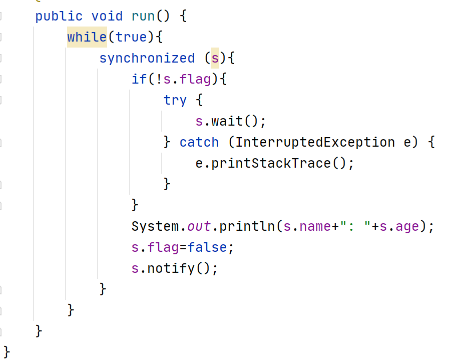 public void run() {
while(true){
synchronized (s){
if(!s.flag){
try {
s.wait();
} catch (InterruptedException e) {
e.printStackTrace();
}
}
System.out.println(s.name+": "+s.age);
s.flag=false;
s.notify();
}
}
}
}